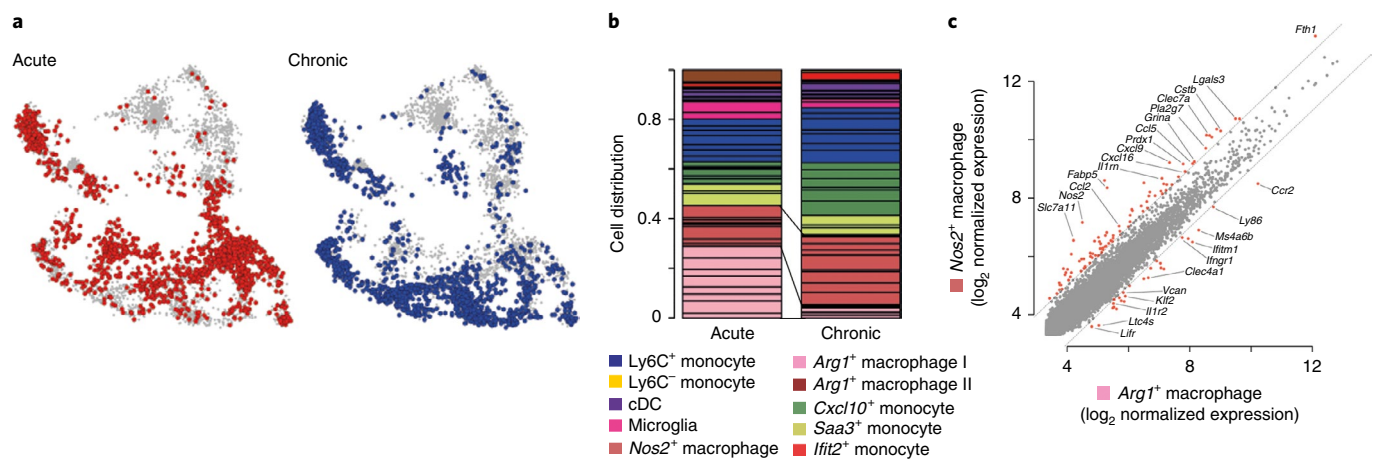 a
Acute
Chronic
b
Cell distribution
0.8
0.4
0
Acute
Chronic
Ly6C⁺ monocyte
Ly6C⁻ monocyte
cDC
Microglia
Nos2⁺ macrophage
Arg1⁺ macrophage I
Arg1⁺ macrophage II
Cxcl10⁺ monocyte
Saa3⁺ monocyte
Ifit2⁺ monocyte
c
Nos2⁺ macrophage
(log₂ normalized expression)
12
8
4
Fth1
Lgals3
Cstb
Clec7a
Pla2g7
Grina
Ccl5
Prdx1
Cxcl9
Cxcl16
Il1rn
Fabp5
Ccl2
Nos2
Slc7a11
Ccr2
Ly86
Ms4a6b
Ifitm1
Ifngr1
Clec4a1
Vcan
Klf2
Il1r2
Ltc4s
Lifr
4
8
12
Arg1⁺ macrophage
(log₂ normalized expression)